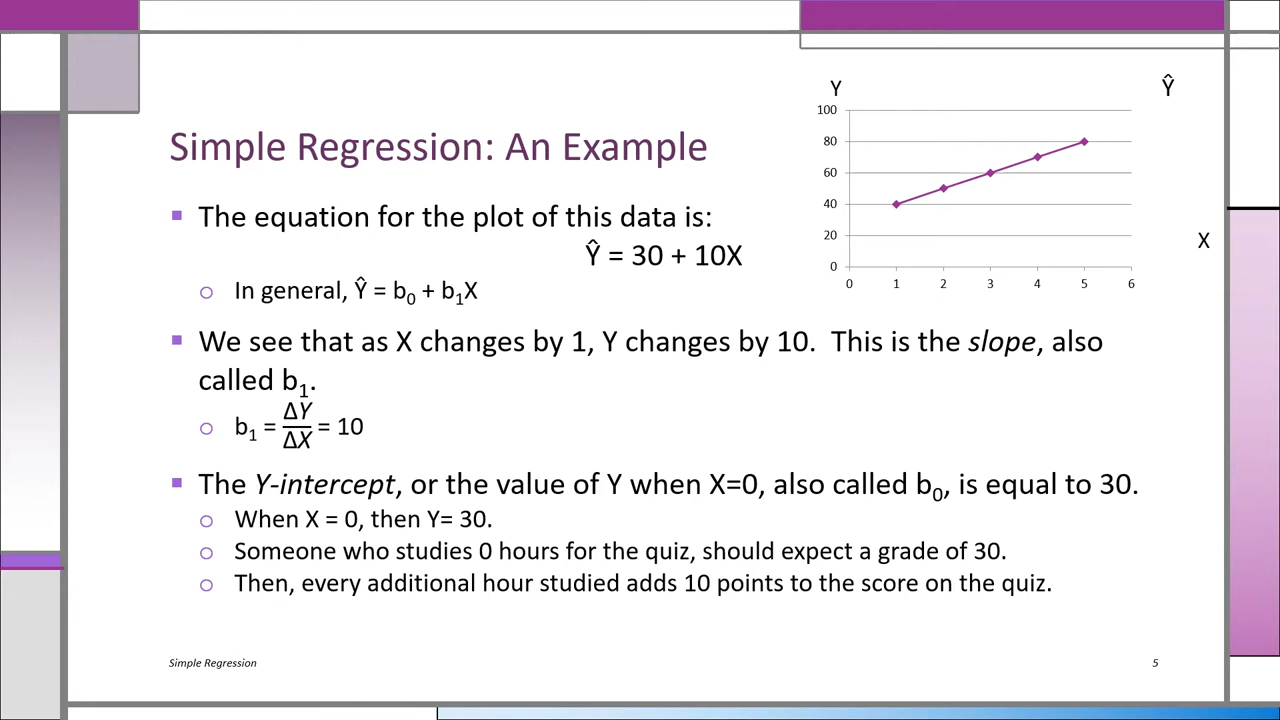 Simple Regression: An Example
Y
Ŷ
100
80
60
40
20
0
0 1 2 3 4 5 6
X
▪ The equation for the plot of this data is:
Ŷ = 30 + 10X
o In general, Ŷ = b₀ + b₁X
▪ We see that as X changes by 1, Y changes by 10. This is the slope, also
called b₁.
o b₁ = ΔY/ΔX = 10
▪ The Y-intercept, or the value of Y when X=0, also called b₀, is equal to 30.
o When X = 0, then Y= 30.
o Someone who studies 0 hours for the quiz, should expect a grade of 30.
o Then, every additional hour studied adds 10 points to the score on the quiz.
Simple Regression
5